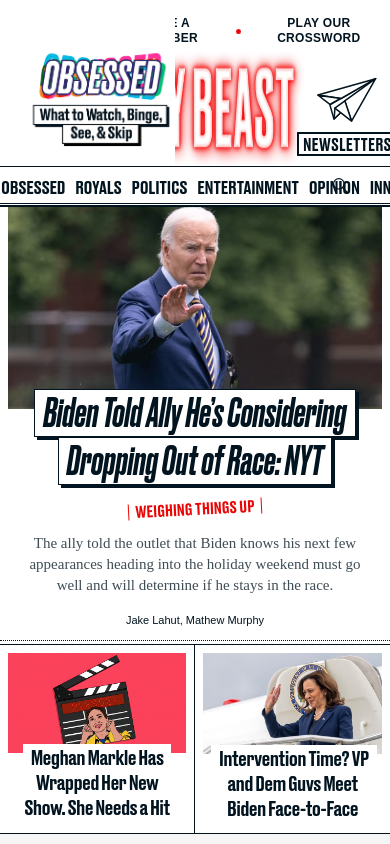 PLAY OUR
CROSSWORD
OBSESSED
What to Watch, Binge,
See, & Skip
BEAST
NEWSLETTERS
OBSESSED ROYALS POLITICS ENTERTAINMENT OPINION INN
Biden Told Ally He's Considering
Dropping Out of Race: NYT
WEIGHING THINGS UP
The ally told the outlet that Biden knows his next few
appearances heading into the holiday weekend must go
well and will determine if he stays in the race.
Jake Lahut, Mathew Murphy
Meghan Markle Has
Wrapped Her New
Show. She Needs a Hit
Intervention Time? VP
and Dem Guvs Meet
Biden Face-to-Face